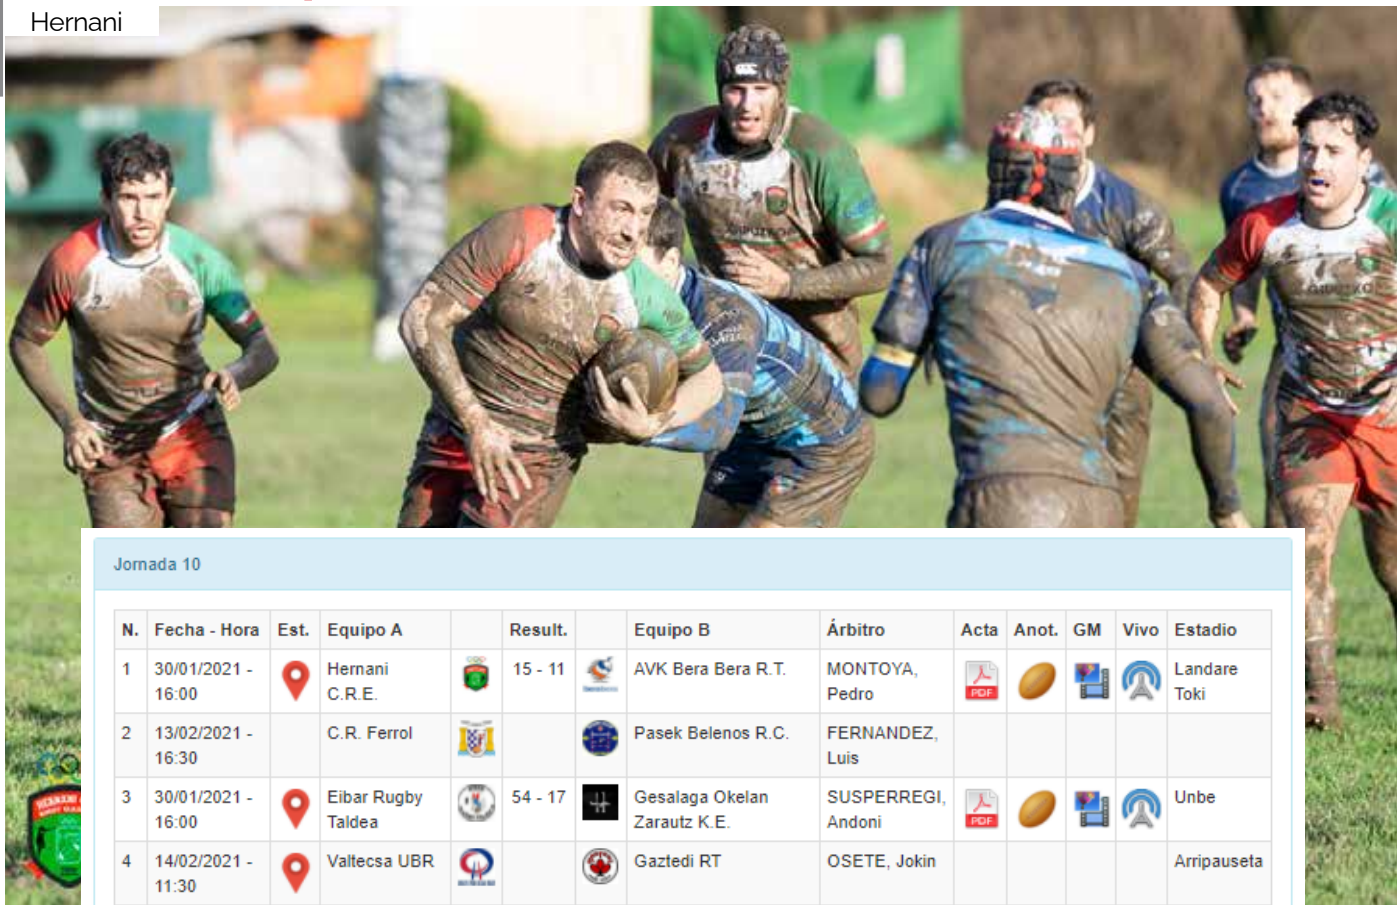 Hernani
Jornada 10
N. Fecha - Hora Est. Equipo A Result. Equipo B Árbitro Acta Anot. GM Vivo Estadio
1 30/01/2021 - 16:00 Hernani C.R.E. 15 - 11 AVK Bera Bera R.T. MONTOYA, Pedro PDF Landare Toki
2 13/02/2021 - 16:30 C.R. Ferrol Pasek Belenos R.C. FERNANDEZ, Luis
3 30/01/2021 - 16:00 Eibar Rugby Taldea 54 - 17 Gesalaga Okelan Zarautz K.E. SUSPERREGI, Andoni PDF Unbe
4 14/02/2021 - 11:30 Valtecsa UBR Gaztedi RT OSETE, Jokin Arripauseta